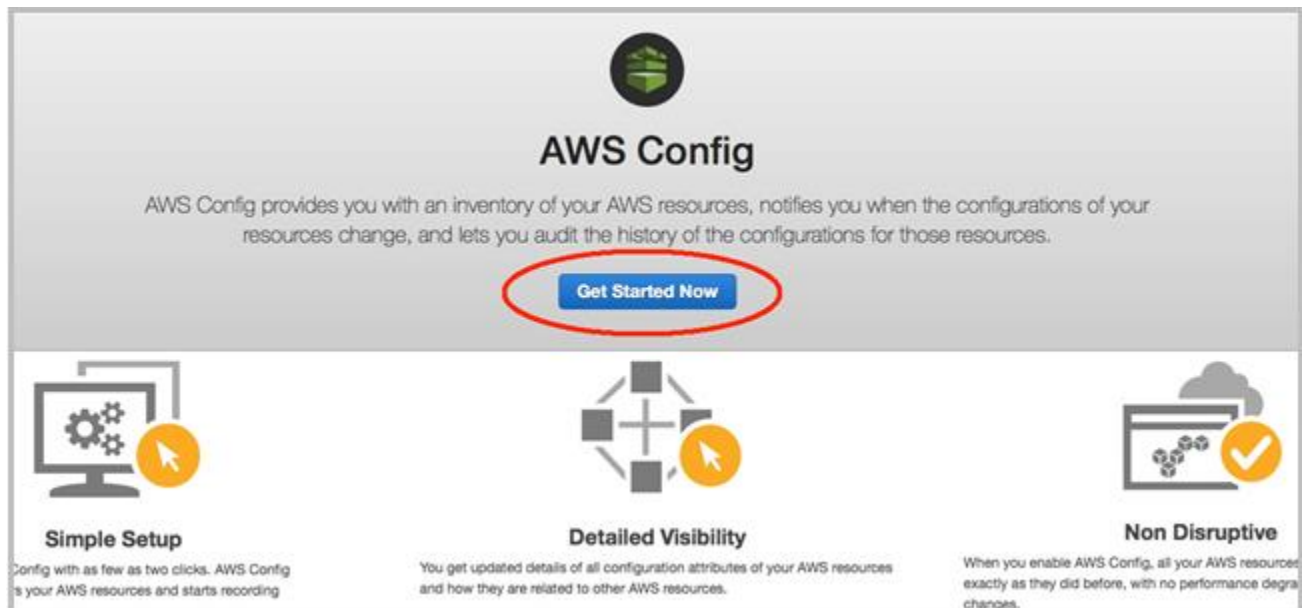 AWS Config
AWS Config provides you with an inventory of your AWS resources, notifies you when the configurations of your
resources change, and lets you audit the history of the configurations for those resources.
Get Started Now
Simple Setup
Config with as few as two clicks. AWS Config
s your AWS resources and starts recording
Detailed Visibility
You get updated details of all configuration attributes of your AWS resources
and how they are related to other AWS resources.
Non Disruptive
When you enable AWS Config, all your AWS resources
exactly as they did before, with no performance degra
changes.